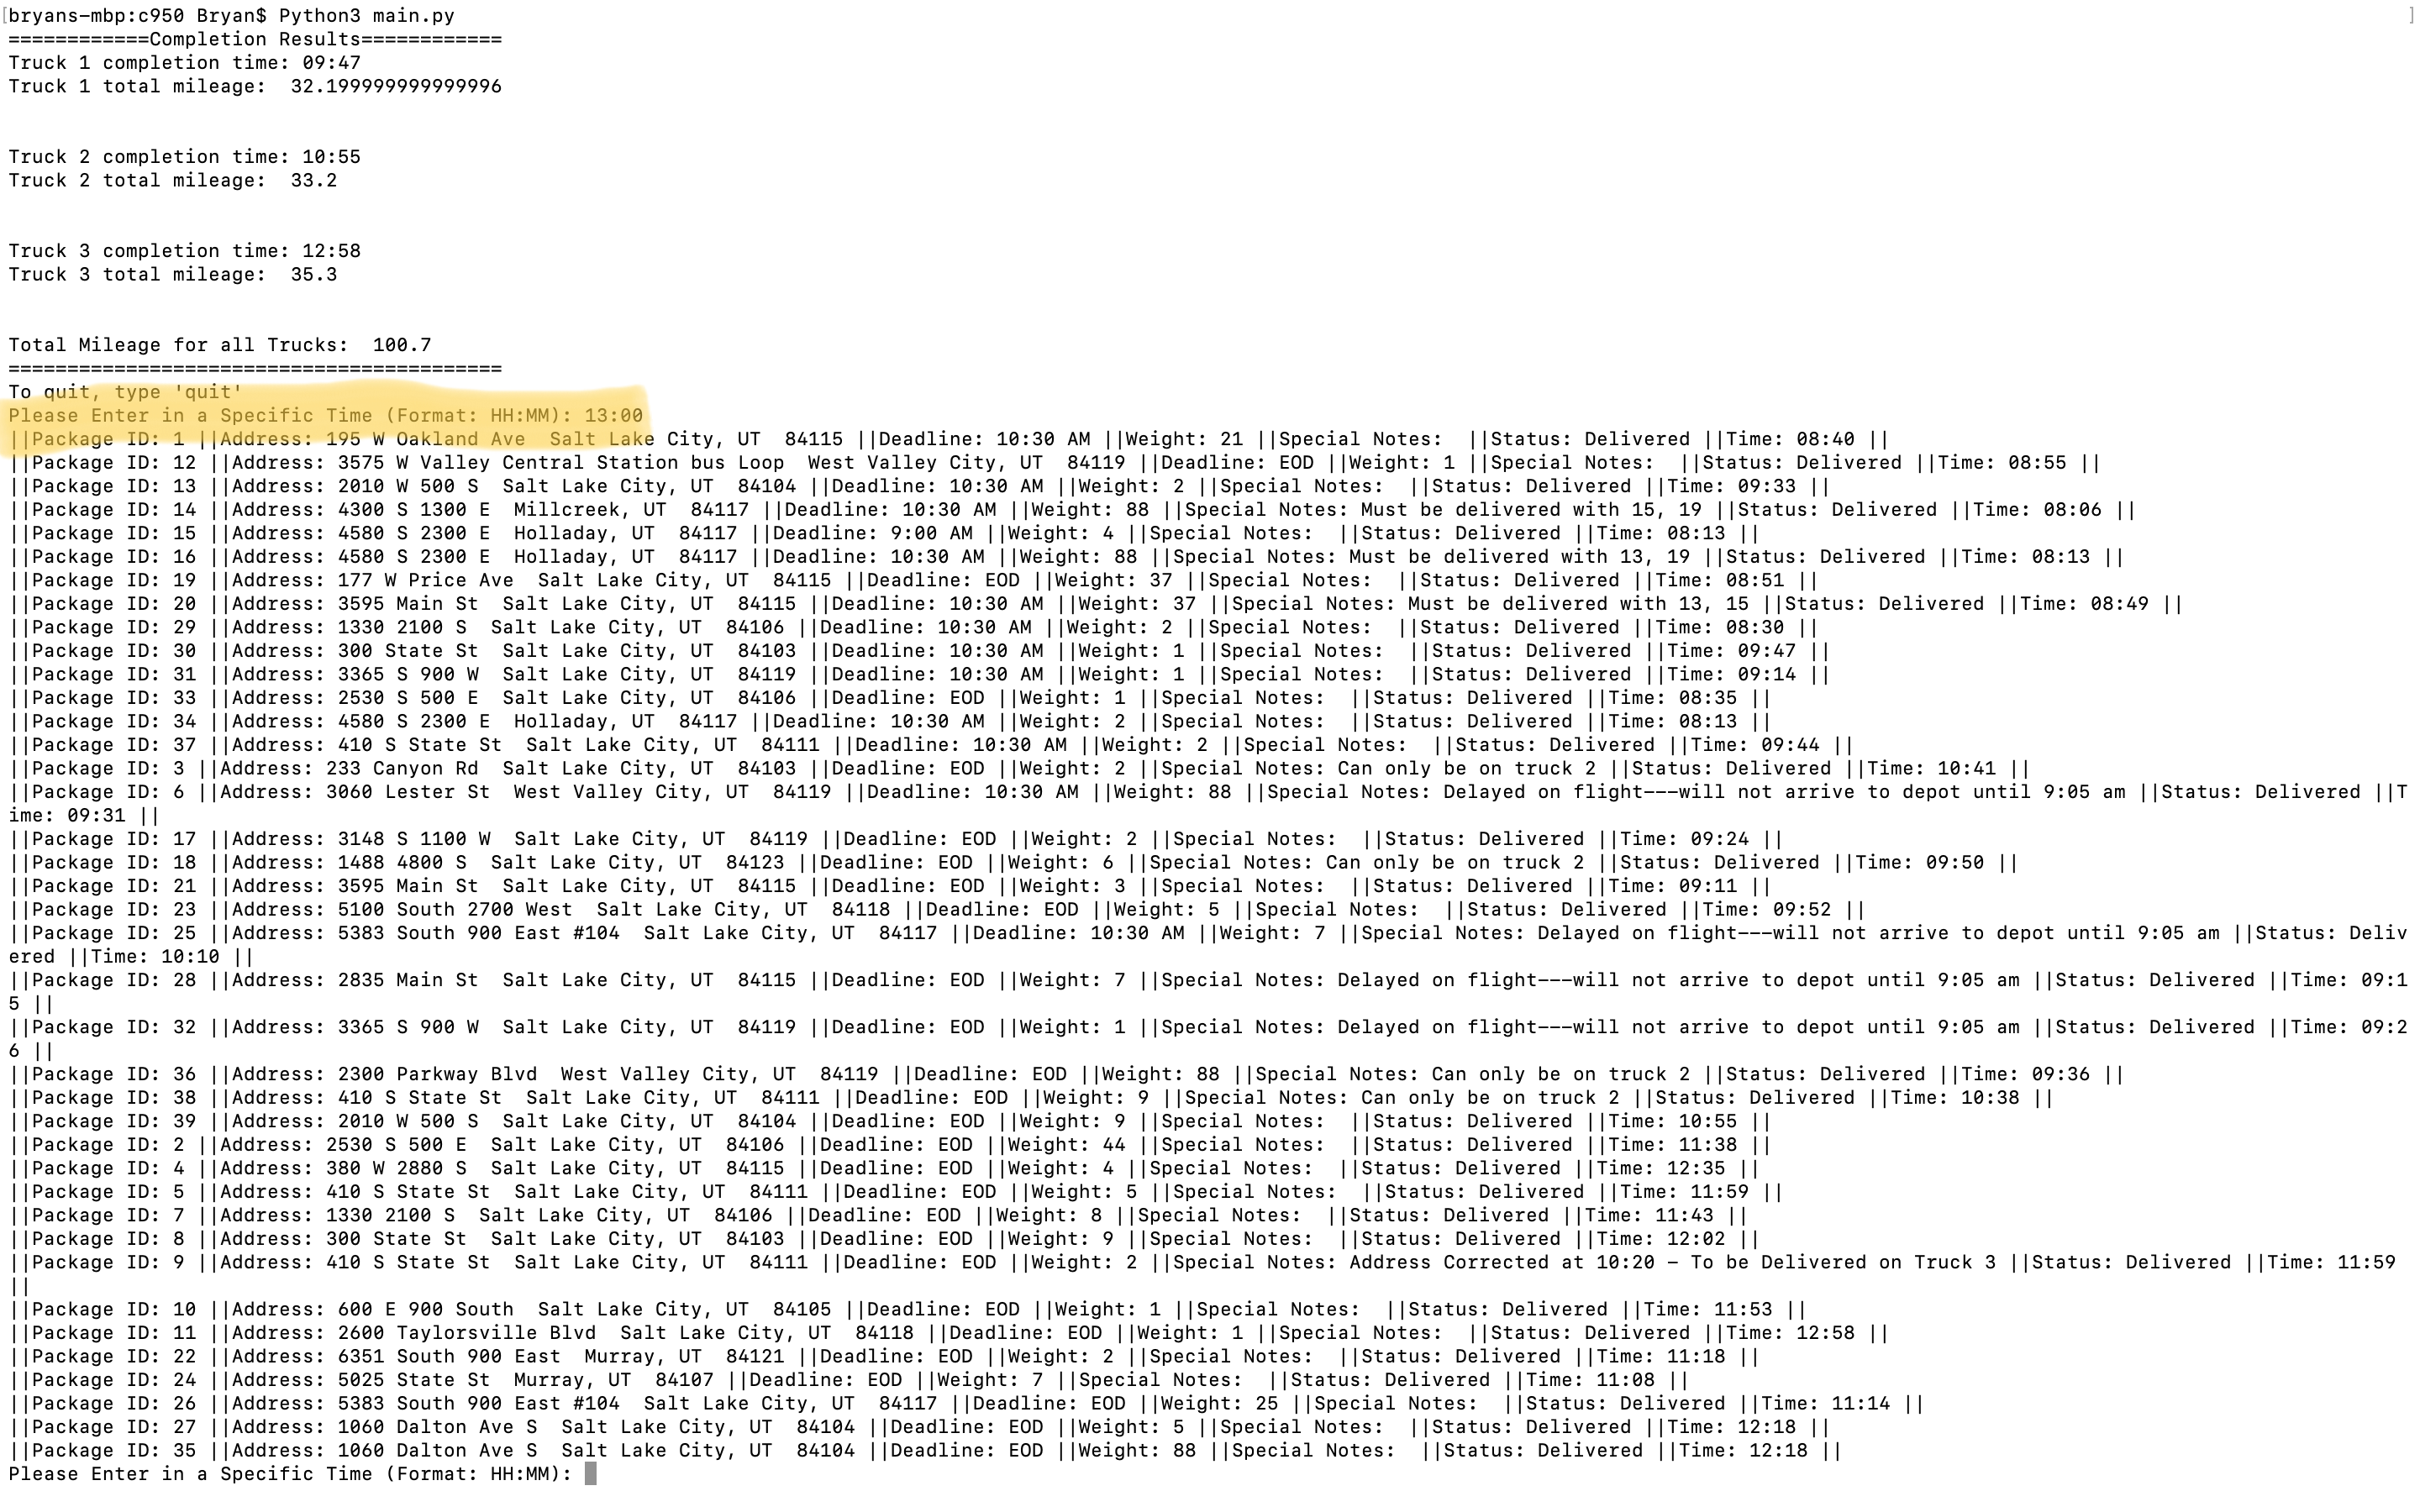 [bryans-mbp:c950 Bryan$ Python3 main.py ]
============Completion Results============
Truck 1 completion time: 09:47
Truck 1 total mileage:  32.199999999999996
Truck 2 completion time: 10:55
Truck 2 total mileage:  33.2
Truck 3 completion time: 12:58
Truck 3 total mileage:  35.3
Total Mileage for all Trucks:  100.7
==========================================
To quit, type 'quit'
Please Enter in a Specific Time (Format: HH:MM): 13:00
||Package ID: 1 ||Address: 195 W Oakland Ave  Salt Lake City, UT  84115 ||Deadline: 10:30 AM ||Weight: 21 ||Special Notes:  ||Status: Delivered ||Time: 08:40 ||
||Package ID: 12 ||Address: 3575 W Valley Central Station bus Loop  West Valley City, UT  84119 ||Deadline: EOD ||Weight: 1 ||Special Notes:  ||Status: Delivered ||Time: 08:55 ||
||Package ID: 13 ||Address: 2010 W 500 S  Salt Lake City, UT  84104 ||Deadline: 10:30 AM ||Weight: 2 ||Special Notes:  ||Status: Delivered ||Time: 09:33 ||
||Package ID: 14 ||Address: 4300 S 1300 E  Millcreek, UT  84117 ||Deadline: 10:30 AM ||Weight: 88 ||Special Notes: Must be delivered with 15, 19 ||Status: Delivered ||Time: 08:06 ||
||Package ID: 15 ||Address: 4580 S 2300 E  Holladay, UT  84117 ||Deadline: 9:00 AM ||Weight: 4 ||Special Notes:  ||Status: Delivered ||Time: 08:13 ||
||Package ID: 16 ||Address: 4580 S 2300 E  Holladay, UT  84117 ||Deadline: 10:30 AM ||Weight: 88 ||Special Notes: Must be delivered with 13, 19 ||Status: Delivered ||Time: 08:13 ||
||Package ID: 19 ||Address: 177 W Price Ave  Salt Lake City, UT  84115 ||Deadline: EOD ||Weight: 37 ||Special Notes:  ||Status: Delivered ||Time: 08:51 ||
||Package ID: 20 ||Address: 3595 Main St  Salt Lake City, UT  84115 ||Deadline: 10:30 AM ||Weight: 37 ||Special Notes: Must be delivered with 13, 15 ||Status: Delivered ||Time: 08:49 ||
||Package ID: 29 ||Address: 1330 2100 S  Salt Lake City, UT  84106 ||Deadline: 10:30 AM ||Weight: 2 ||Special Notes:  ||Status: Delivered ||Time: 08:30 ||
||Package ID: 30 ||Address: 300 State St  Salt Lake City, UT  84103 ||Deadline: 10:30 AM ||Weight: 1 ||Special Notes:  ||Status: Delivered ||Time: 09:47 ||
||Package ID: 31 ||Address: 3365 S 900 W  Salt Lake City, UT  84119 ||Deadline: 10:30 AM ||Weight: 1 ||Special Notes:  ||Status: Delivered ||Time: 09:14 ||
||Package ID: 33 ||Address: 2530 S 500 E  Salt Lake City, UT  84106 ||Deadline: EOD ||Weight: 1 ||Special Notes:  ||Status: Delivered ||Time: 08:35 ||
||Package ID: 34 ||Address: 4580 S 2300 E  Holladay, UT  84117 ||Deadline: 10:30 AM ||Weight: 2 ||Special Notes:  ||Status: Delivered ||Time: 08:13 ||
||Package ID: 37 ||Address: 410 S State St  Salt Lake City, UT  84111 ||Deadline: 10:30 AM ||Weight: 2 ||Special Notes:  ||Status: Delivered ||Time: 09:44 ||
||Package ID: 3 ||Address: 233 Canyon Rd  Salt Lake City, UT  84103 ||Deadline: EOD ||Weight: 2 ||Special Notes: Can only be on truck 2 ||Status: Delivered ||Time: 10:41 ||
||Package ID: 6 ||Address: 3060 Lester St  West Valley City, UT  84119 ||Deadline: 10:30 AM ||Weight: 88 ||Special Notes: Delayed on flight---will not arrive to depot until 9:05 am ||Status: Delivered ||T
ime: 09:31 ||
||Package ID: 17 ||Address: 3148 S 1100 W  Salt Lake City, UT  84119 ||Deadline: EOD ||Weight: 2 ||Special Notes:  ||Status: Delivered ||Time: 09:24 ||
||Package ID: 18 ||Address: 1488 4800 S  Salt Lake City, UT  84123 ||Deadline: EOD ||Weight: 6 ||Special Notes: Can only be on truck 2 ||Status: Delivered ||Time: 09:50 ||
||Package ID: 21 ||Address: 3595 Main St  Salt Lake City, UT  84115 ||Deadline: EOD ||Weight: 3 ||Special Notes:  ||Status: Delivered ||Time: 09:11 ||
||Package ID: 23 ||Address: 5100 South 2700 West  Salt Lake City, UT  84118 ||Deadline: EOD ||Weight: 5 ||Special Notes:  ||Status: Delivered ||Time: 09:52 ||
||Package ID: 25 ||Address: 5383 South 900 East #104  Salt Lake City, UT  84117 ||Deadline: 10:30 AM ||Weight: 7 ||Special Notes: Delayed on flight---will not arrive to depot until 9:05 am ||Status: Deliv
ered ||Time: 10:10 ||
||Package ID: 28 ||Address: 2835 Main St  Salt Lake City, UT  84115 ||Deadline: EOD ||Weight: 7 ||Special Notes: Delayed on flight---will not arrive to depot until 9:05 am ||Status: Delivered ||Time: 09:1
5 ||
||Package ID: 32 ||Address: 3365 S 900 W  Salt Lake City, UT  84119 ||Deadline: EOD ||Weight: 1 ||Special Notes: Delayed on flight---will not arrive to depot until 9:05 am ||Status: Delivered ||Time: 09:2
6 ||
||Package ID: 36 ||Address: 2300 Parkway Blvd  West Valley City, UT  84119 ||Deadline: EOD ||Weight: 88 ||Special Notes: Can only be on truck 2 ||Status: Delivered ||Time: 09:36 ||
||Package ID: 38 ||Address: 410 S State St  Salt Lake City, UT  84111 ||Deadline: EOD ||Weight: 9 ||Special Notes: Can only be on truck 2 ||Status: Delivered ||Time: 10:38 ||
||Package ID: 39 ||Address: 2010 W 500 S  Salt Lake City, UT  84104 ||Deadline: EOD ||Weight: 9 ||Special Notes:  ||Status: Delivered ||Time: 10:55 ||
||Package ID: 2 ||Address: 2530 S 500 E  Salt Lake City, UT  84106 ||Deadline: EOD ||Weight: 44 ||Special Notes:  ||Status: Delivered ||Time: 11:38 ||
||Package ID: 4 ||Address: 380 W 2880 S  Salt Lake City, UT  84115 ||Deadline: EOD ||Weight: 4 ||Special Notes:  ||Status: Delivered ||Time: 12:35 ||
||Package ID: 5 ||Address: 410 S State St  Salt Lake City, UT  84111 ||Deadline: EOD ||Weight: 5 ||Special Notes:  ||Status: Delivered ||Time: 11:59 ||
||Package ID: 7 ||Address: 1330 2100 S  Salt Lake City, UT  84106 ||Deadline: EOD ||Weight: 8 ||Special Notes:  ||Status: Delivered ||Time: 11:43 ||
||Package ID: 8 ||Address: 300 State St  Salt Lake City, UT  84103 ||Deadline: EOD ||Weight: 9 ||Special Notes:  ||Status: Delivered ||Time: 12:02 ||
||Package ID: 9 ||Address: 410 S State St  Salt Lake City, UT  84111 ||Deadline: EOD ||Weight: 2 ||Special Notes: Address Corrected at 10:20 - To be Delivered on Truck 3 ||Status: Delivered ||Time: 11:59
||
||Package ID: 10 ||Address: 600 E 900 South  Salt Lake City, UT  84105 ||Deadline: EOD ||Weight: 1 ||Special Notes:  ||Status: Delivered ||Time: 11:53 ||
||Package ID: 11 ||Address: 2600 Taylorsville Blvd  Salt Lake City, UT  84118 ||Deadline: EOD ||Weight: 1 ||Special Notes:  ||Status: Delivered ||Time: 12:58 ||
||Package ID: 22 ||Address: 6351 South 900 East  Murray, UT  84121 ||Deadline: EOD ||Weight: 2 ||Special Notes:  ||Status: Delivered ||Time: 11:18 ||
||Package ID: 24 ||Address: 5025 State St  Murray, UT  84107 ||Deadline: EOD ||Weight: 7 ||Special Notes:  ||Status: Delivered ||Time: 11:08 ||
||Package ID: 26 ||Address: 5383 South 900 East #104  Salt Lake City, UT  84117 ||Deadline: EOD ||Weight: 25 ||Special Notes:  ||Status: Delivered ||Time: 11:14 ||
||Package ID: 27 ||Address: 1060 Dalton Ave S  Salt Lake City, UT  84104 ||Deadline: EOD ||Weight: 5 ||Special Notes:  ||Status: Delivered ||Time: 12:18 ||
||Package ID: 35 ||Address: 1060 Dalton Ave S  Salt Lake City, UT  84104 ||Deadline: EOD ||Weight: 88 ||Special Notes:  ||Status: Delivered ||Time: 12:18 ||
Please Enter in a Specific Time (Format: HH:MM):